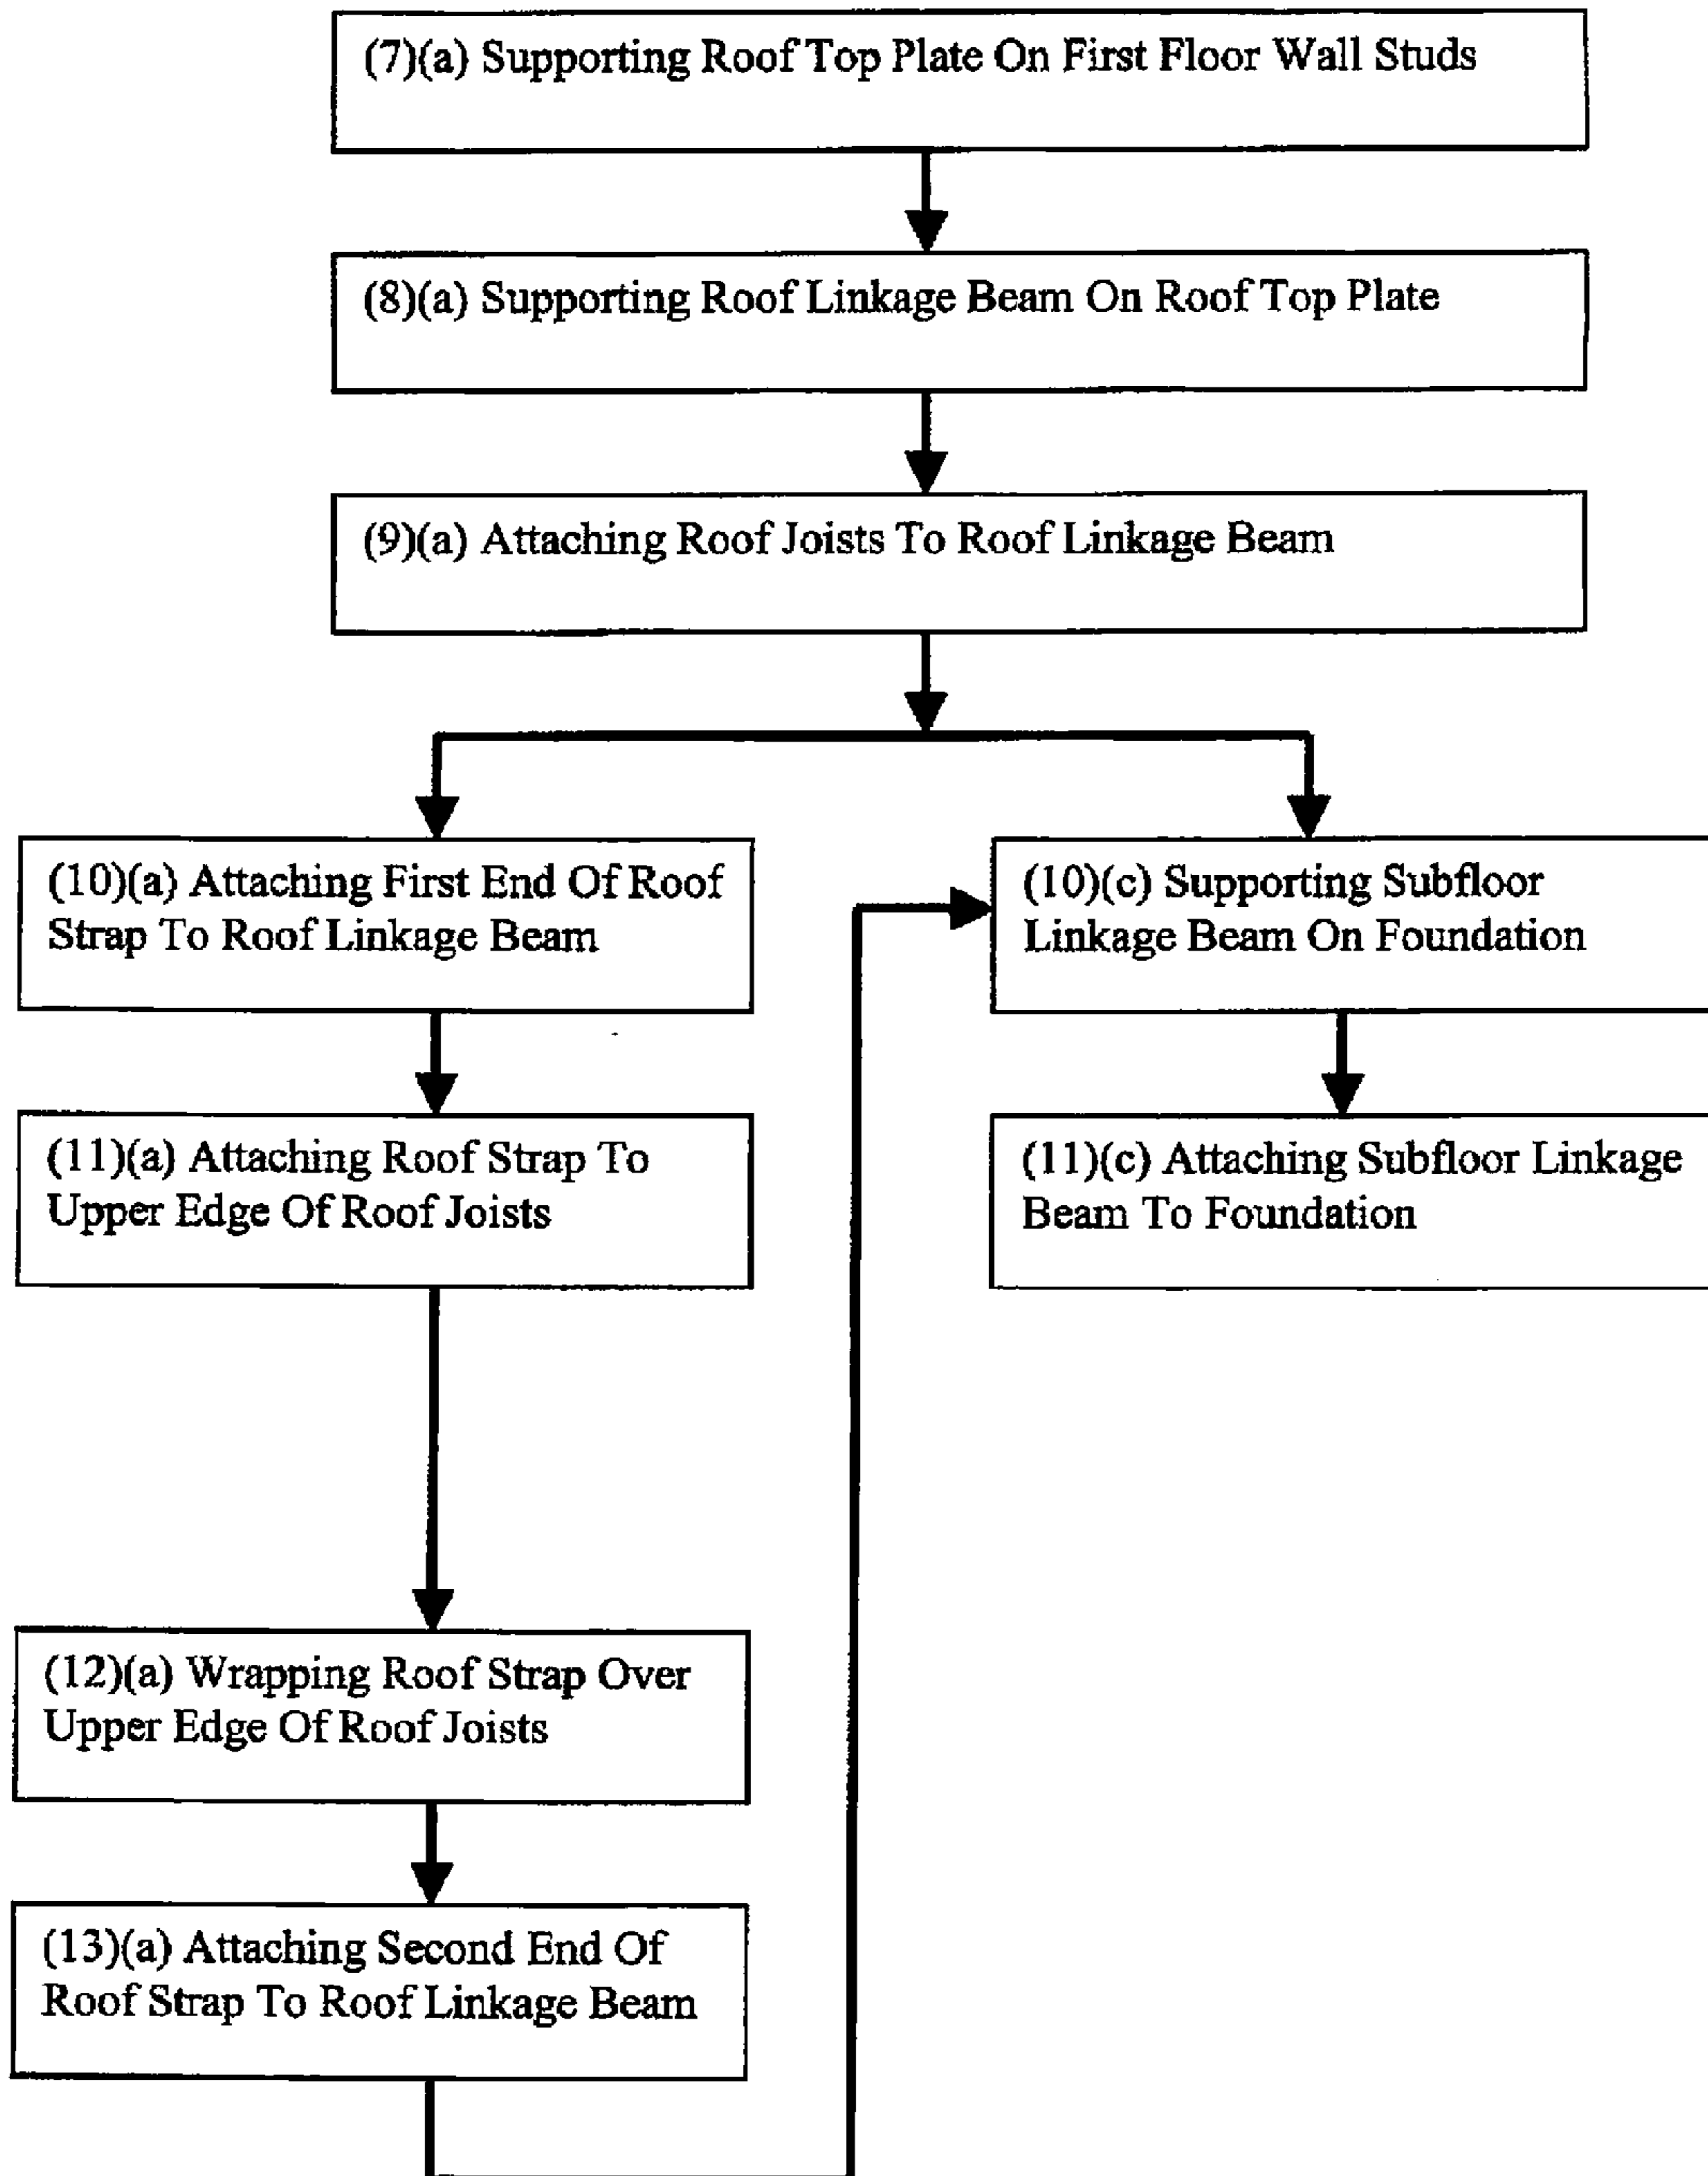 (7)(a) Supporting Roof Top Plate On First Floor Wall Studs
(8)(a) Supporting Roof Linkage Beam On Roof Top Plate
(9)(a) Attaching Roof Joists To Roof Linkage Beam
(10)(a) Attaching First End Of Roof
Strap To Roof Linkage Beam
(10)(c) Supporting Subfloor
Linkage Beam On Foundation
(11)(a) Attaching Roof Strap To
Upper Edge Of Roof Joists
(11)(c) Attaching Subfloor Linkage
Beam To Foundation
(12)(a) Wrapping Roof Strap Over
Upper Edge Of Roof Joists
(13)(a) Attaching Second End Of
Roof Strap To Roof Linkage Beam